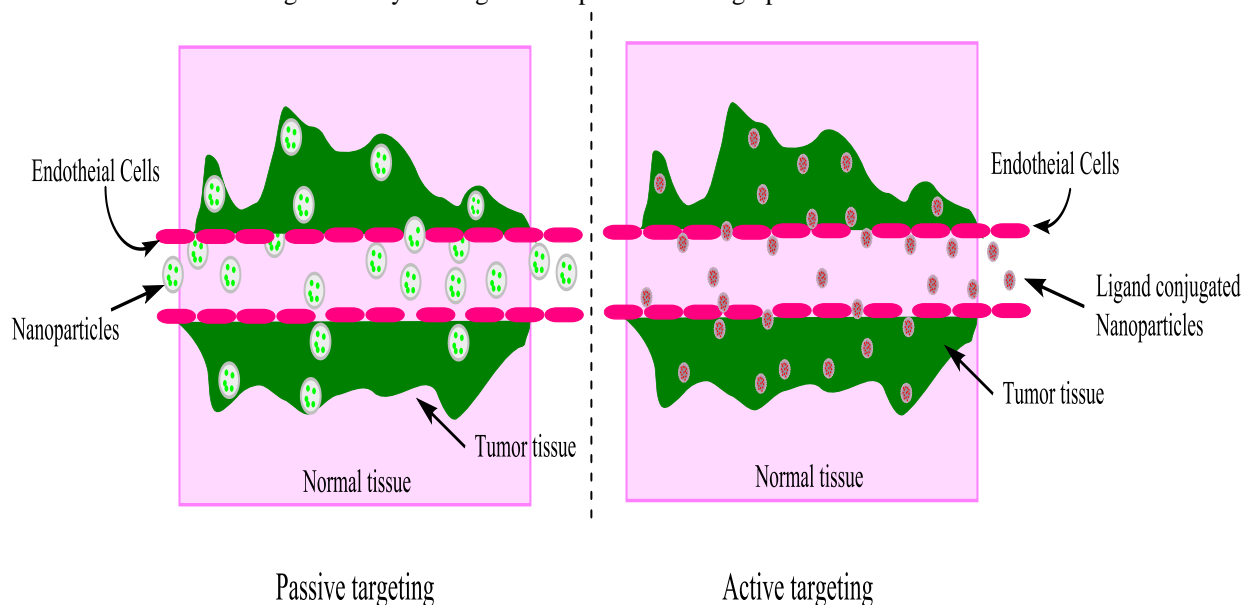 Endotheial Cells
Nanoparticles
Tumor tissue
Normal tissue
Passive targeting
Endotheial Cells
Ligand conjugated
Nanoparticles
Tumor tissue
Normal tissue
Active targeting